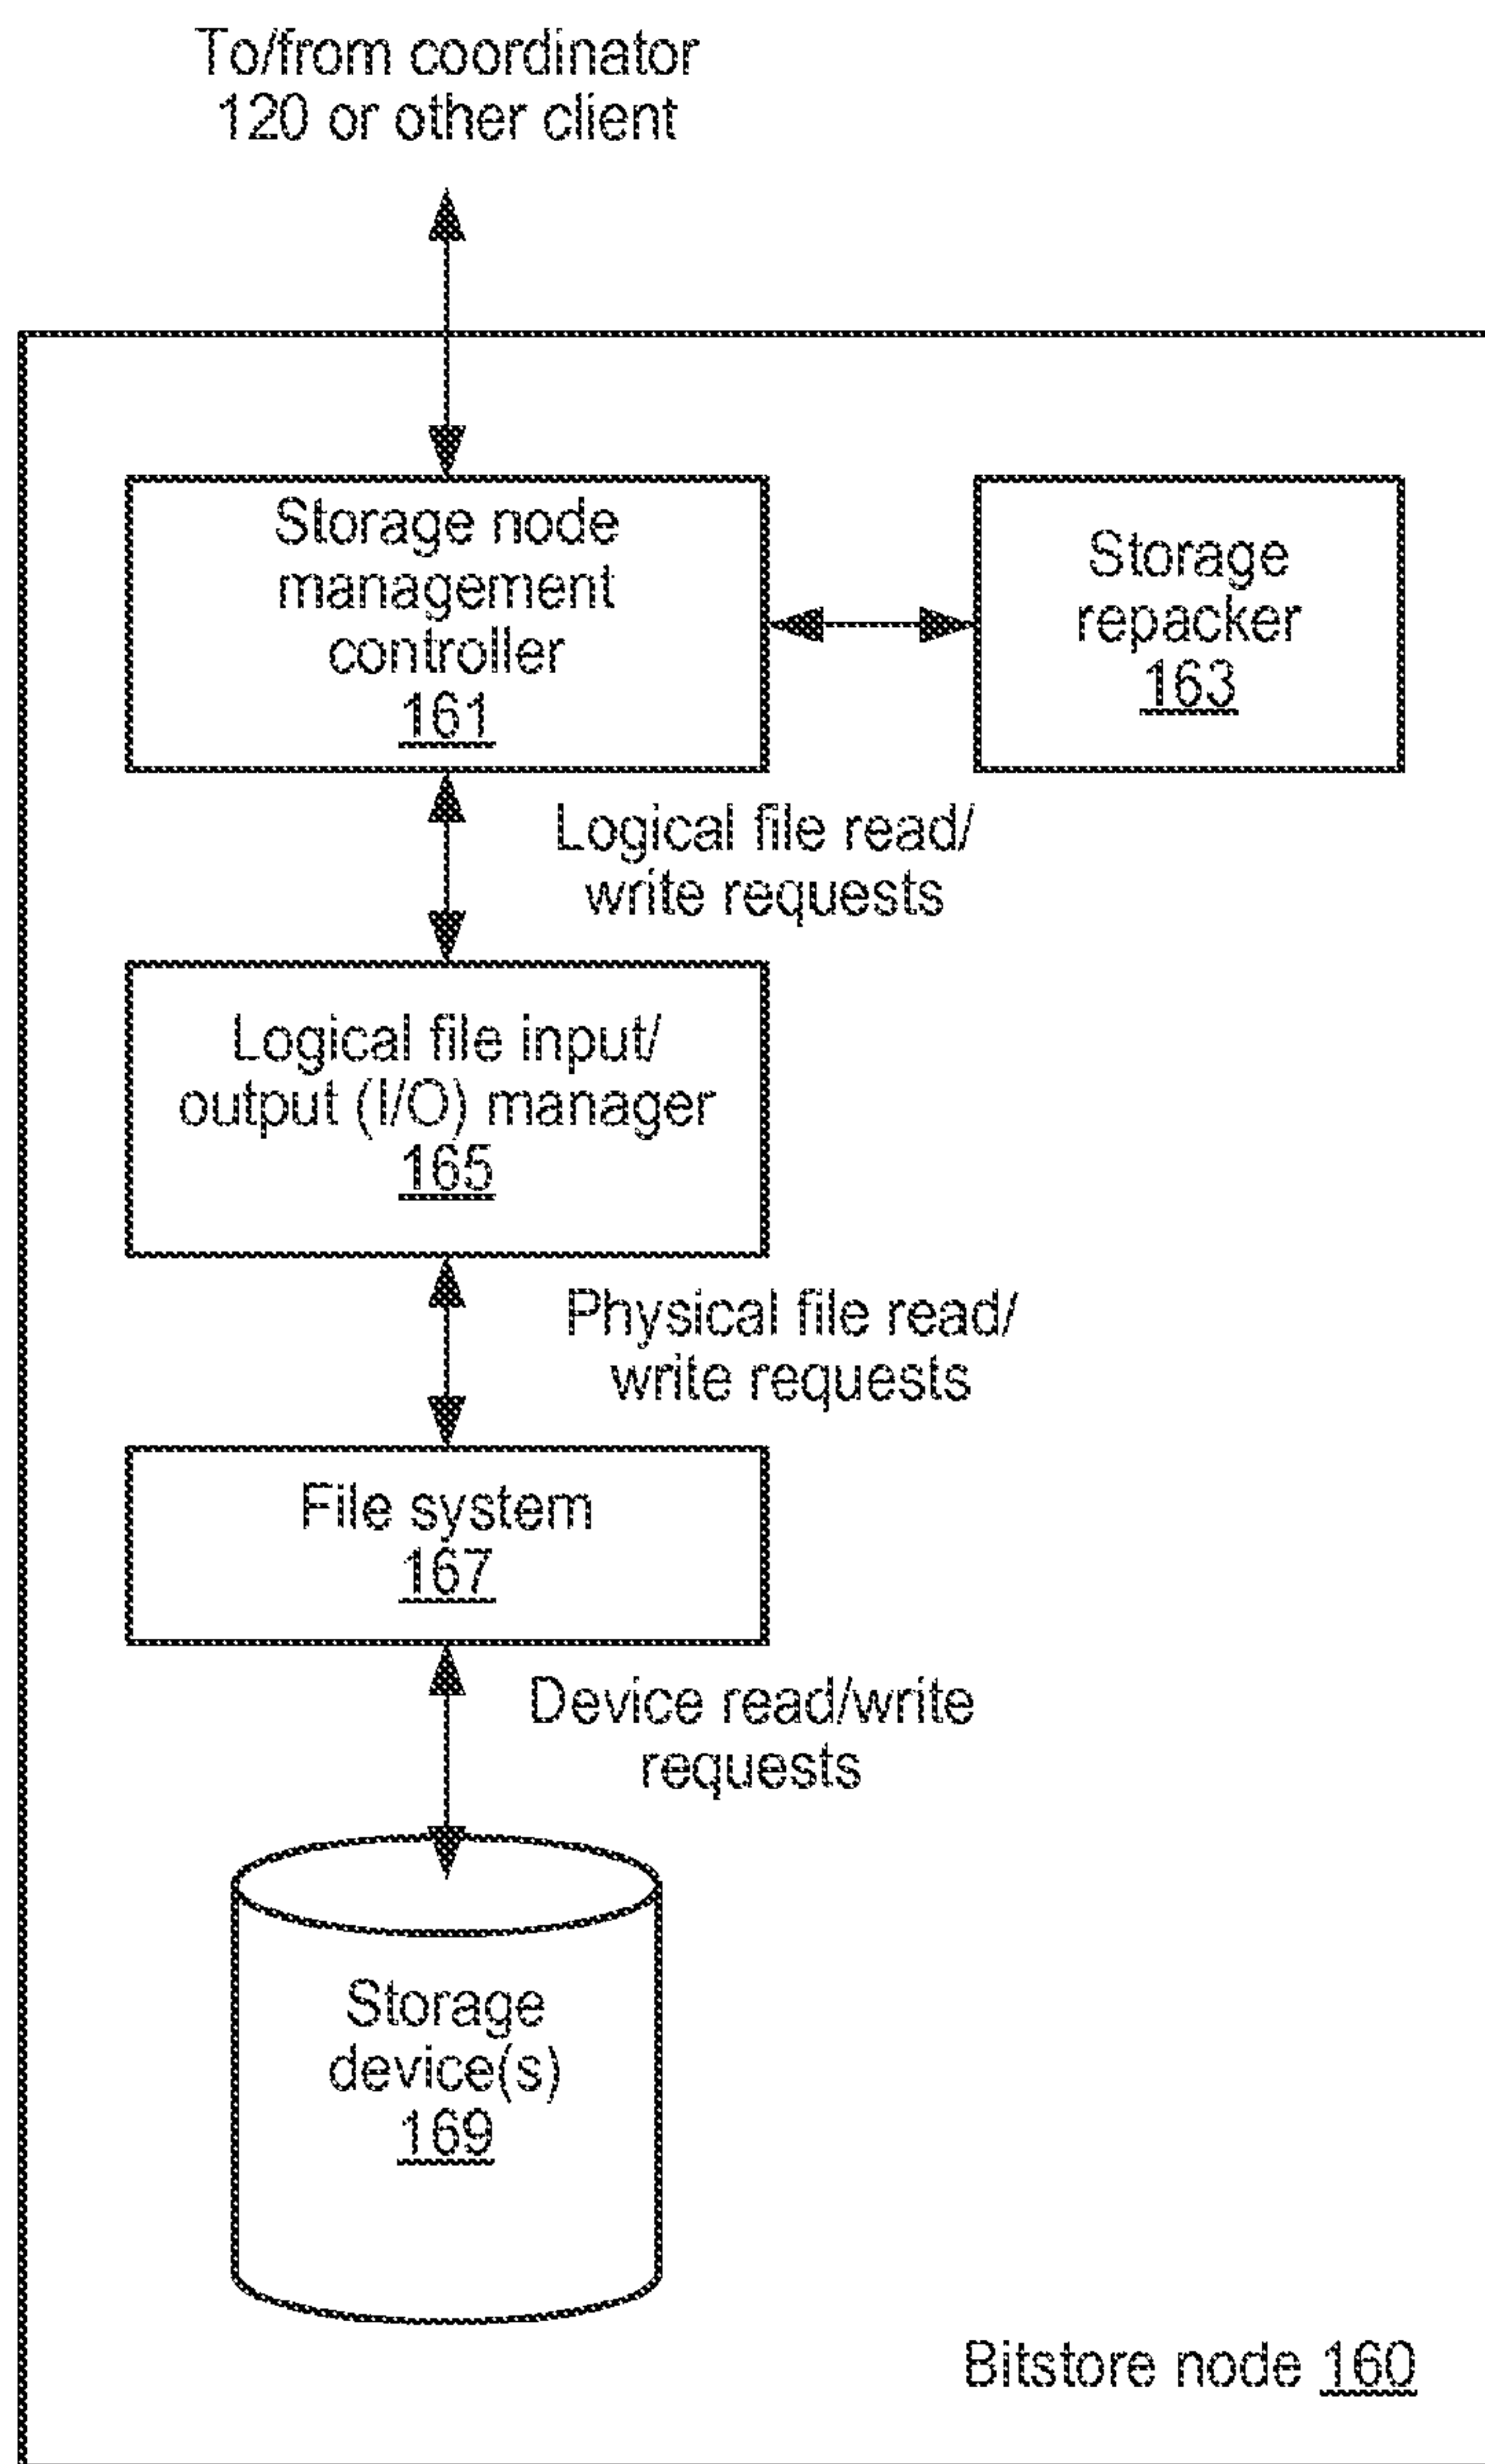 To/from coordinator
120 or other client
Storage node
management
controller
161
Storage
repacker
163
Logical file read/
write requests
Logical file input/
output (I/O) manager
165
Physical file read/
write requests
File system
167
Device read/write
requests
Storage
device(s)
169
Bitstore node 160